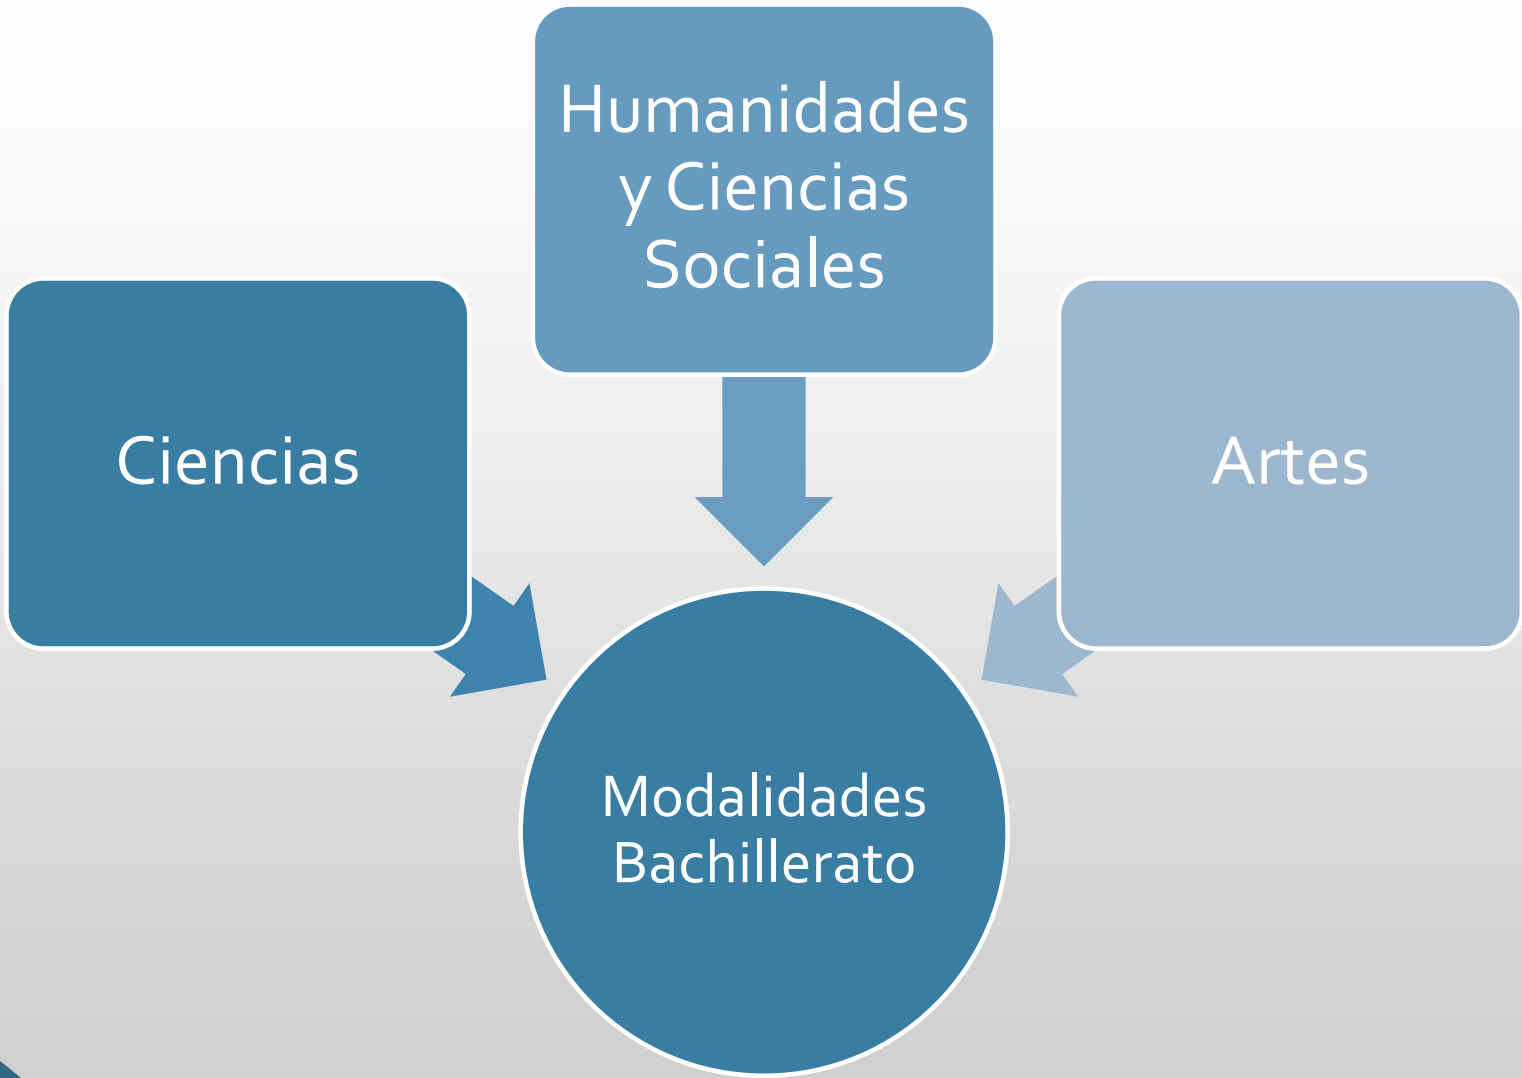 Humanidades
y Ciencias
Sociales
Ciencias
Artes
Modalidades
Bachillerato